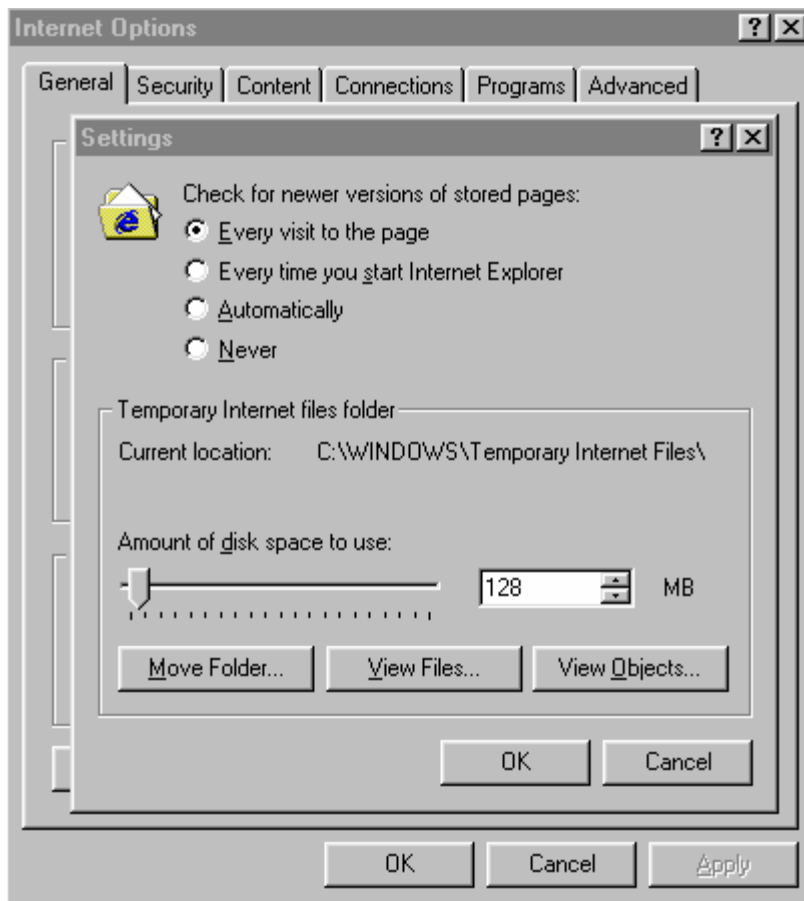 Internet Options
General Security Content Connections Programs Advanced
Settings
Check for newer versions of stored pages:
Every visit to the page
Every time you start Internet Explorer
Automatically
Never
Temporary Internet files folder
Current location: C:\WINDOWS\Temporary Internet Files\
Amount of disk space to use:
128 MB
Move Folder... View Files... View Objects...
OK Cancel
OK Cancel Apply